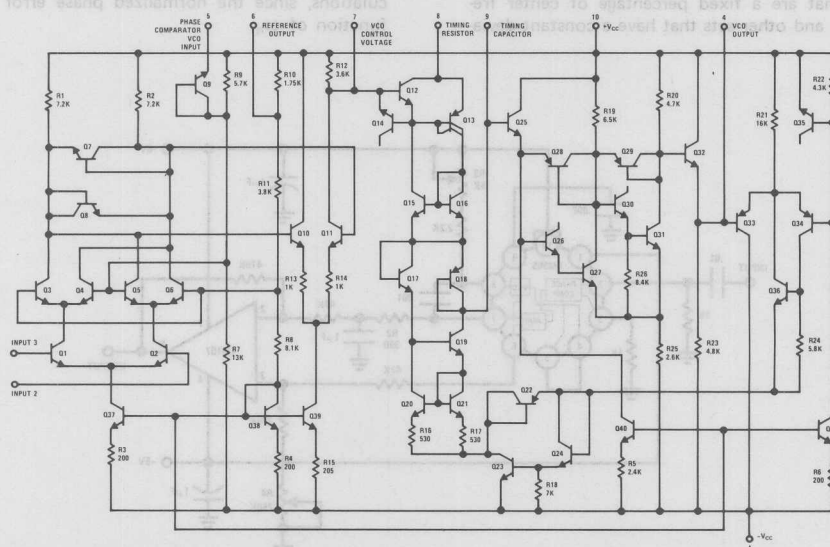 that are a fixed percentage of center fre-
and others that have a constant
culations, since the normalized phase error
5
PHASE
COMPARATOR
VCO
INPUT
6
REFERENCE
OUTPUT
7
VCO
CONTROL
VOLTAGE
8
TIMING
RESISTOR
9
TIMING
CAPACITOR
10
+VCC
4
VCO
OUTPUT
R1
7.2K
R2
7.2K
Q9
R9
5.7K
R10
1.75K
R12
3.6K
Q12
Q14
Q13
Q25
R19
6.5K
R20
4.7K
R21
16K
R22
4.3K
Q35
Q7
Q8
R11
3.8K
Q28
Q29
Q32
Q15
Q16
Q30
Q33
Q34
Q10
Q11
Q26
Q31
Q3
Q4
Q5
Q6
R13
1K
R14
1K
Q17
Q18
Q27
R26
8.4K
Q36
INPUT 3
Q1
Q2
R7
13K
R8
8.1K
Q19
R25
2.6K
R23
4.8K
R24
5.8K
INPUT 2
Q37
Q38
Q39
Q20
Q21
Q22
Q40
R3
200
R4
200
R15
205
R16
530
R17
530
Q23
Q24
R18
7K
R5
2.4K
R6
200
-VCC